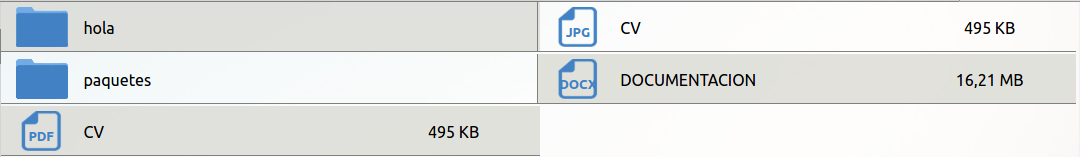 hola
paquetes
PDF CV 495 KB
JPG CV 495 KB
DOCX DOCUMENTACION 16,21 MB